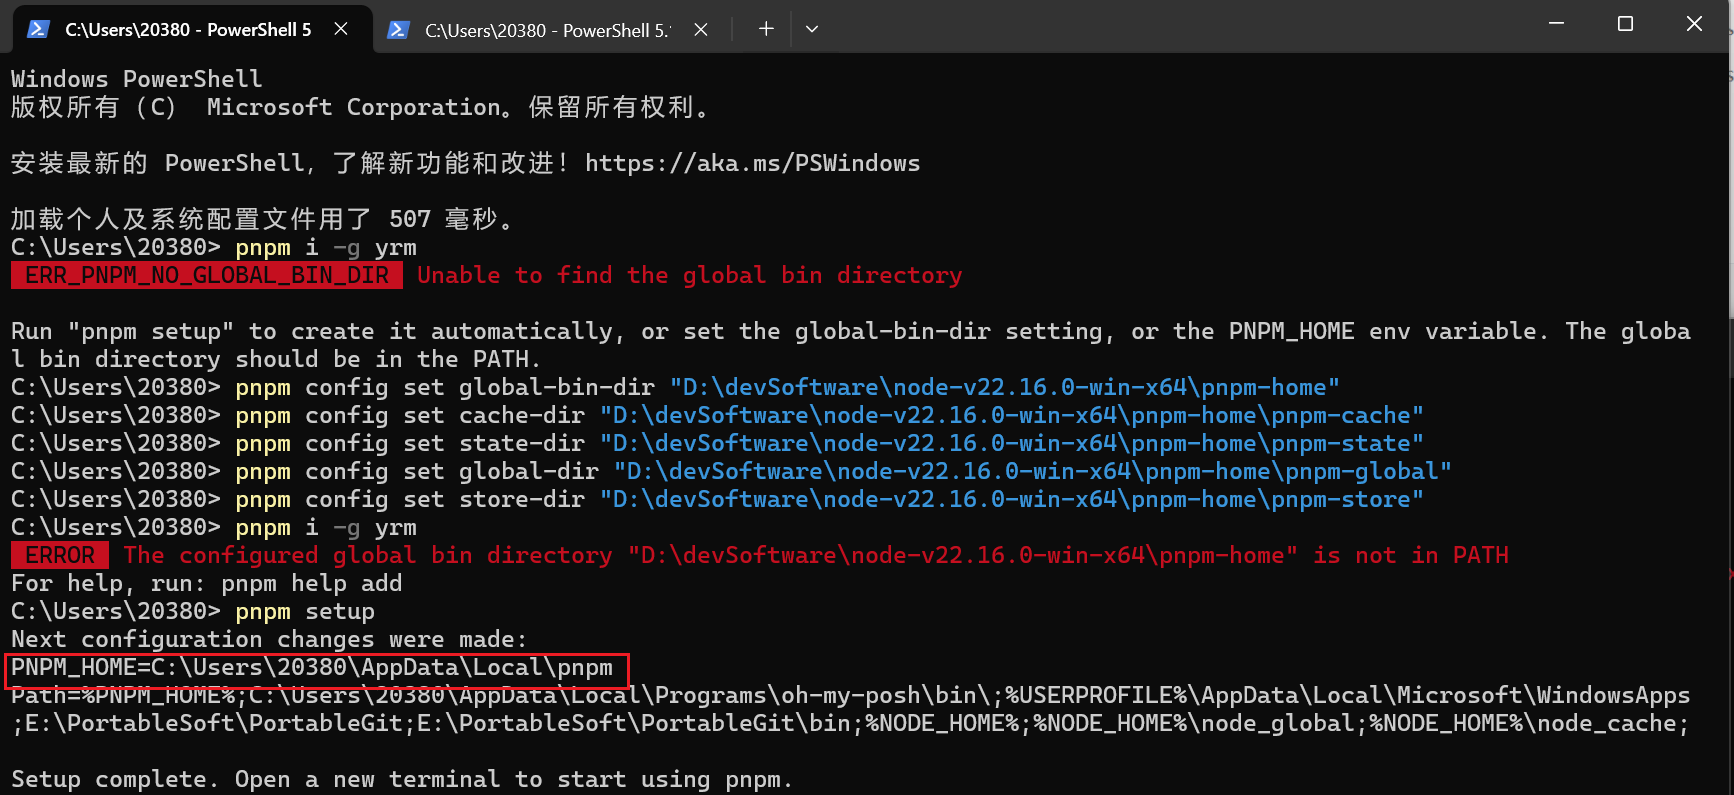 C:\Users\20380 - PowerShell 5
C:\Users\20380 - PowerShell 5.
Windows PowerShell
版权所有（C） Microsoft Corporation。保留所有权利。
安装最新的 PowerShell，了解新功能和改进！https://aka.ms/PSWindows
加载个人及系统配置文件用了 507 毫秒。
C:\Users\20380> pnpm i -g yrm
ERR_PNPM_NO_GLOBAL_BIN_DIR  Unable to find the global bin directory
Run "pnpm setup" to create it automatically, or set the global-bin-dir setting, or the PNPM_HOME env variable. The globa
l bin directory should be in the PATH.
C:\Users\20380> pnpm config set global-bin-dir "D:\devSoftware\node-v22.16.0-win-x64\pnpm-home"
C:\Users\20380> pnpm config set cache-dir "D:\devSoftware\node-v22.16.0-win-x64\pnpm-home\pnpm-cache"
C:\Users\20380> pnpm config set state-dir "D:\devSoftware\node-v22.16.0-win-x64\pnpm-home\pnpm-state"
C:\Users\20380> pnpm config set global-dir "D:\devSoftware\node-v22.16.0-win-x64\pnpm-home\pnpm-global"
C:\Users\20380> pnpm config set store-dir "D:\devSoftware\node-v22.16.0-win-x64\pnpm-home\pnpm-store"
C:\Users\20380> pnpm i -g yrm
ERROR  The configured global bin directory "D:\devSoftware\node-v22.16.0-win-x64\pnpm-home" is not in PATH
For help, run: pnpm help add
C:\Users\20380> pnpm setup
Next configuration changes were made:
PNPM_HOME=C:\Users\20380\AppData\Local\pnpm
Path=%PNPM_HOME%;C:\Users\20380\AppData\Local\Programs\oh-my-posh\bin\;%USERPROFILE%\AppData\Local\Microsoft\WindowsApps
;E:\PortableSoft\PortableGit;E:\PortableSoft\PortableGit\bin;%NODE_HOME%;%NODE_HOME%\node_global;%NODE_HOME%\node_cache;
Setup complete. Open a new terminal to start using pnpm.